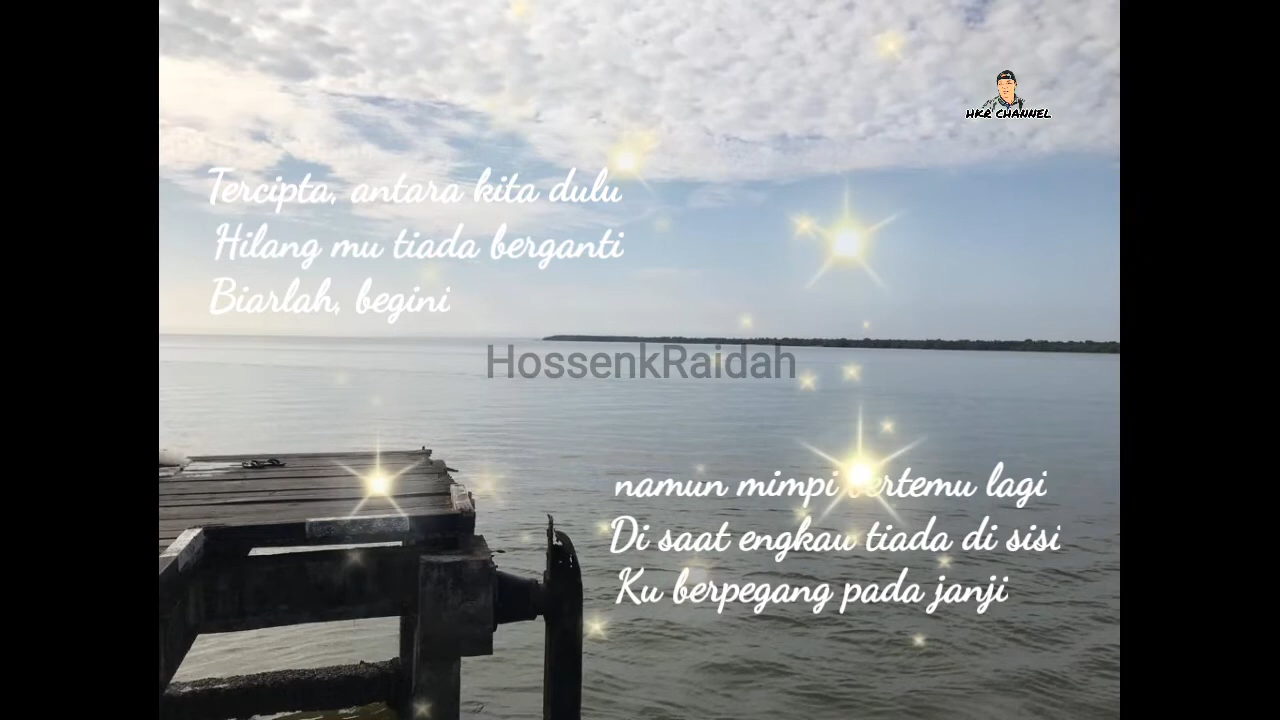 HKR CHANNEL
Tercipta, antara kita dulu
Hilang mu tiada berganti
Biarlah, begini
HossenkRaidah
namun mimpi bertemu lagi
Di saat engkau tiada di sisi
Ku berpegang pada janji